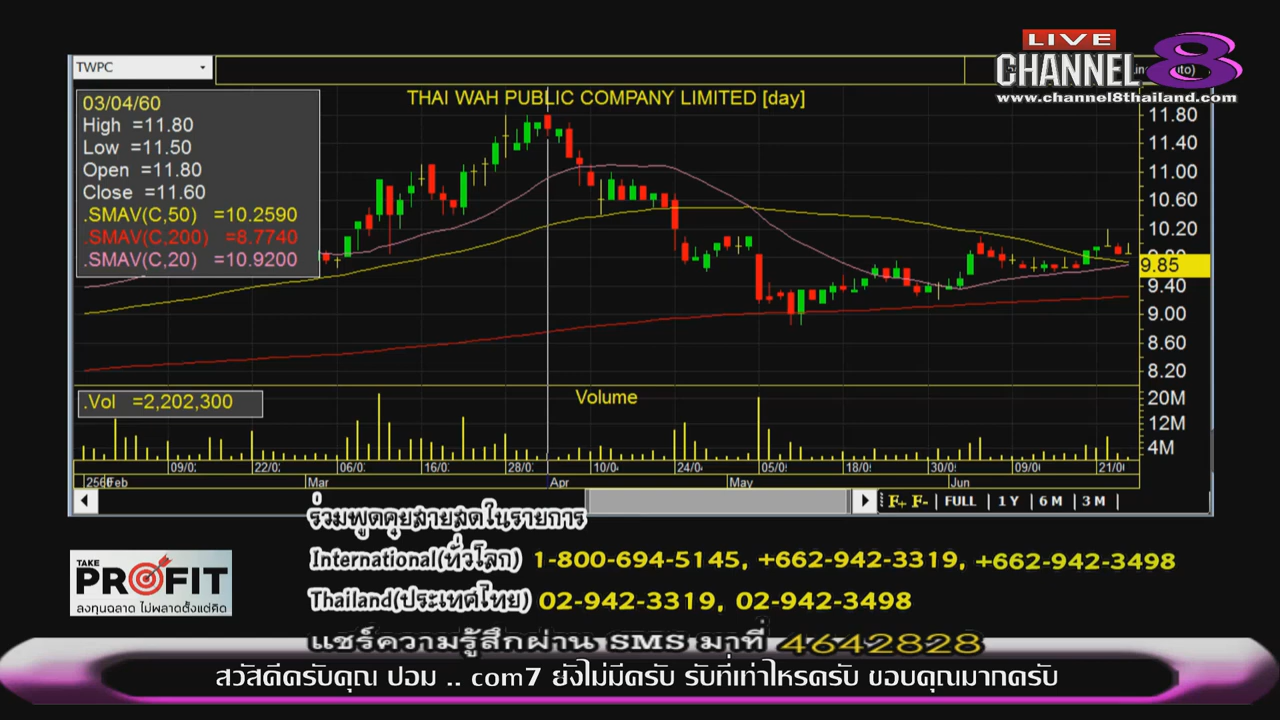 LIVE
CHANNEL 8
www.channel8thailand.com
TWPC
THAI WAH PUBLIC COMPANY LIMITED [day]
03/04/60
High =11.80
Low =11.50
Open =11.80
Close =11.60
.SMAV(C,50) =10.2590
.SMAV(C,200) =8.7740
.SMAV(C,20) =10.9200
11.80
11.40
11.00
10.60
10.20
9.85
9.40
9.00
8.60
8.20
.Vol =2,202,300
Volume
20M
12M
4M
09/0 22/0 06/0 16/0 28/0 10/0 24/0 05/0 18/0 30/0 09/0 21/0
Feb Mar Apr May Jun
F+ F- FULL 1 Y 6 M 3 M
ร่วมพูดคุยสายสดในรายการ
International(ทั่วโลก) 1-800-694-5145, +662-942-3319, +662-942-3498
Thailand(ประเทศไทย) 02-942-3319, 02-942-3498
TAKE PROFIT
ลงทุนฉลาด ไม่พลาดตั้งแต่คิด
แชร์ความรู้สึกผ่าน SMS มาที่ 4642828
สวัสดีครับคุณ ปอม .. com7 ยังไม่มีครับ รับที่เท่าไหรครับ ขอบคุณมากครับ